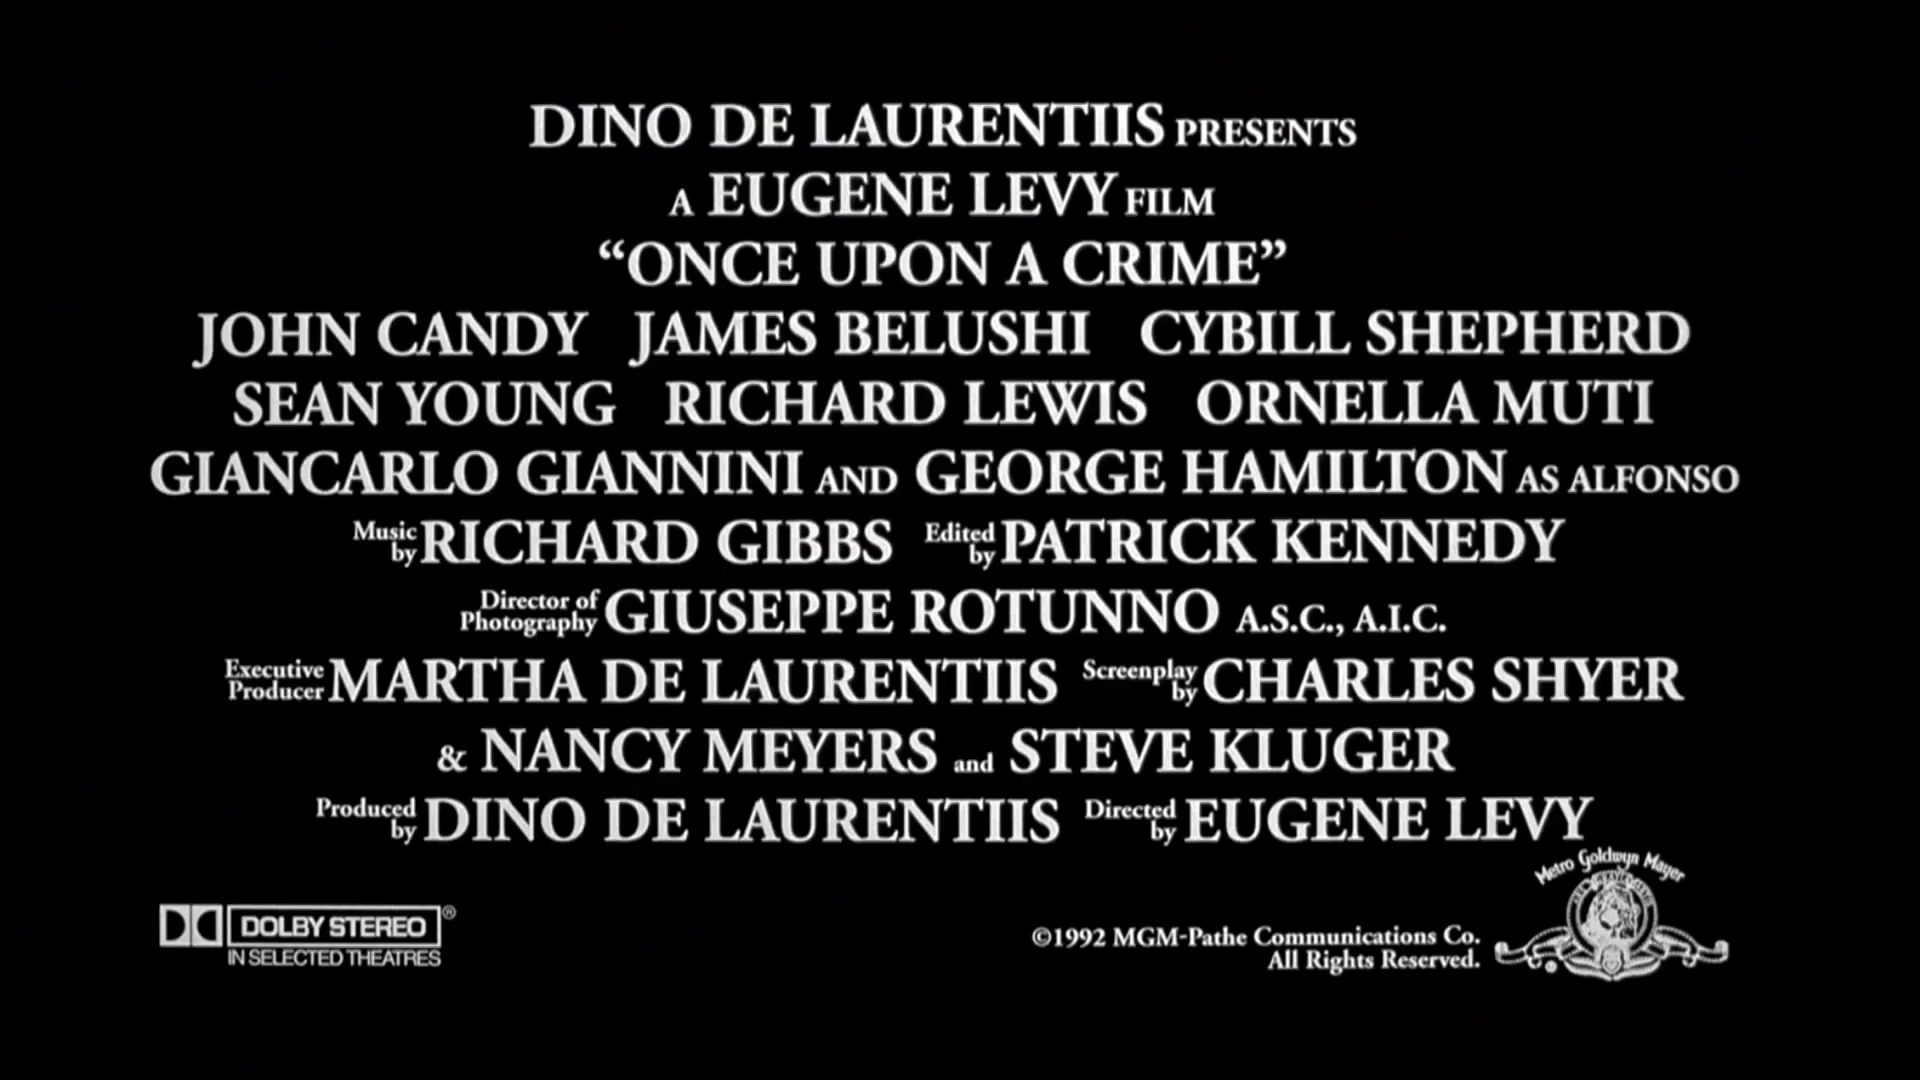 DINO DE LAURENTIIS PRESENTS
A EUGENE LEVY FILM
“ONCE UPON A CRIME”
JOHN CANDY JAMES BELUSHI CYBILL SHEPHERD
SEAN YOUNG RICHARD LEWIS ORNELLA MUTI
GIANCARLO GIANNINI AND GEORGE HAMILTON AS ALFONSO
Music by RICHARD GIBBS Edited by PATRICK KENNEDY
Director of Photography GIUSEPPE ROTUNNO A.S.C., A.I.C.
Executive Producer MARTHA DE LAURENTIIS Screenplay by CHARLES SHYER
& NANCY MEYERS and STEVE KLUGER
Produced by DINO DE LAURENTIIS Directed by EUGENE LEVY
Metro Goldwyn Mayer
DOLBY STEREO®
IN SELECTED THEATRES
©1992 MGM-Pathe Communications Co.
All Rights Reserved.